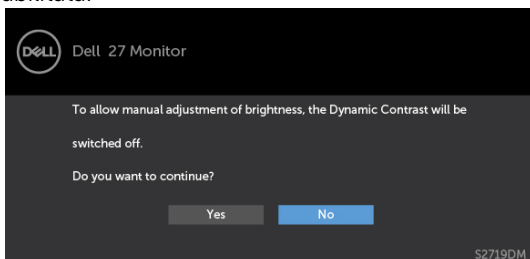 DELL
Dell 27 Monitor
To allow manual adjustment of brightness, the Dynamic Contrast will be
switched off.
Do you want to continue?
Yes
No
S2719DM